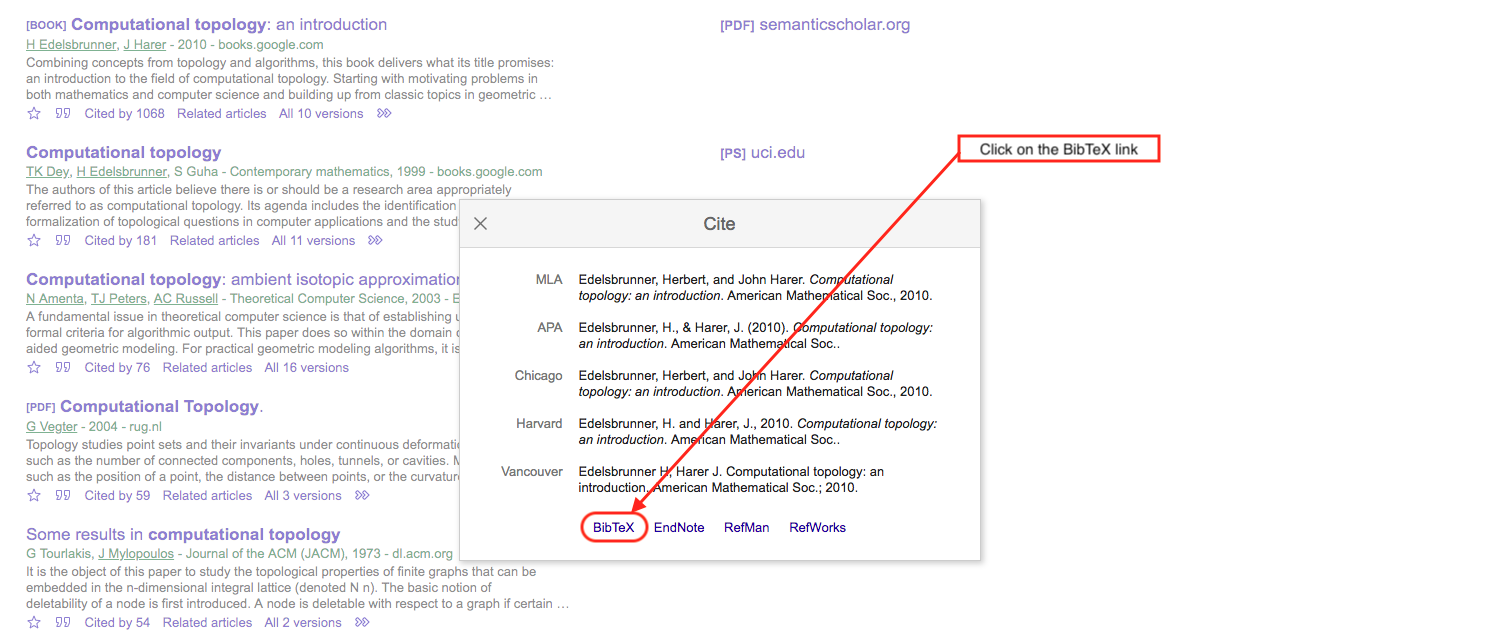 [BOOK] Computational topology: an introduction
[PDF] semanticscholar.org
H Edelsbrunner, J Harer - 2010 - books.google.com
Combining concepts from topology and algorithms, this book delivers what its title promises:
an introduction to the field of computational topology. Starting with motivating problems in
both mathematics and computer science and building up from classic topics in geometric …
Cited by 1068 Related articles All 10 versions
Computational topology
[PS] uci.edu
Click on the BibTeX link
TK Dey, H Edelsbrunner, S Guha - Contemporary mathematics, 1999 - books.google.com
The authors of this article believe there is or should be a research area appropriately
referred to as computational topology. Its agenda includes the identification
formalization of topological questions in computer applications and the
Cited by 181 Related articles All 11 versions
Computational topology: ambient isotopic approximation
N Amenta, TJ Peters, AC Russell - Theoretical Computer Science, 2003 -
A fundamental issue in theoretical computer science is that of establishing
formal criteria for algorithmic output. This paper does so within the domain
aided geometric modeling. For practical geometric modeling algorithms, it is
Cited by 76 Related articles All 16 versions
[PDF] Computational Topology.
G Vegter - 2004 - rug.nl
Topology studies point sets and their invariants under continuous
such as the number of connected components, holes, tunnels, or cavities.
such as the position of a point, the distance between points, or the curvature
Cited by 59 Related articles All 3 versions
Some results in computational topology
G Tourlakis, J Mylopoulos - Journal of the ACM (JACM), 1973 - dl.acm.org
It is the object of this paper to study the topological properties of finite graphs that can be
embedded in the n-dimensional integral lattice (denoted N n). The basic notion of
deletability of a node is first introduced. A node is deletable with respect to a graph if certain …
Cited by 54 Related articles All 2 versions
Cite
MLA Edelsbrunner, Herbert, and John Harer. Computational
topology: an introduction. American Mathematical Soc., 2010.
APA Edelsbrunner, H., & Harer, J. (2010). Computational topology:
an introduction. American Mathematical Soc..
Chicago Edelsbrunner, Herbert, and John Harer. Computational
topology: an introduction. American Mathematical Soc., 2010.
Harvard Edelsbrunner, H. and Harer, J., 2010. Computational topology:
an introduction. American Mathematical Soc..
Vancouver Edelsbrunner H, Harer J. Computational topology: an
introduction. American Mathematical Soc.; 2010.
BibTeX EndNote RefMan RefWorks